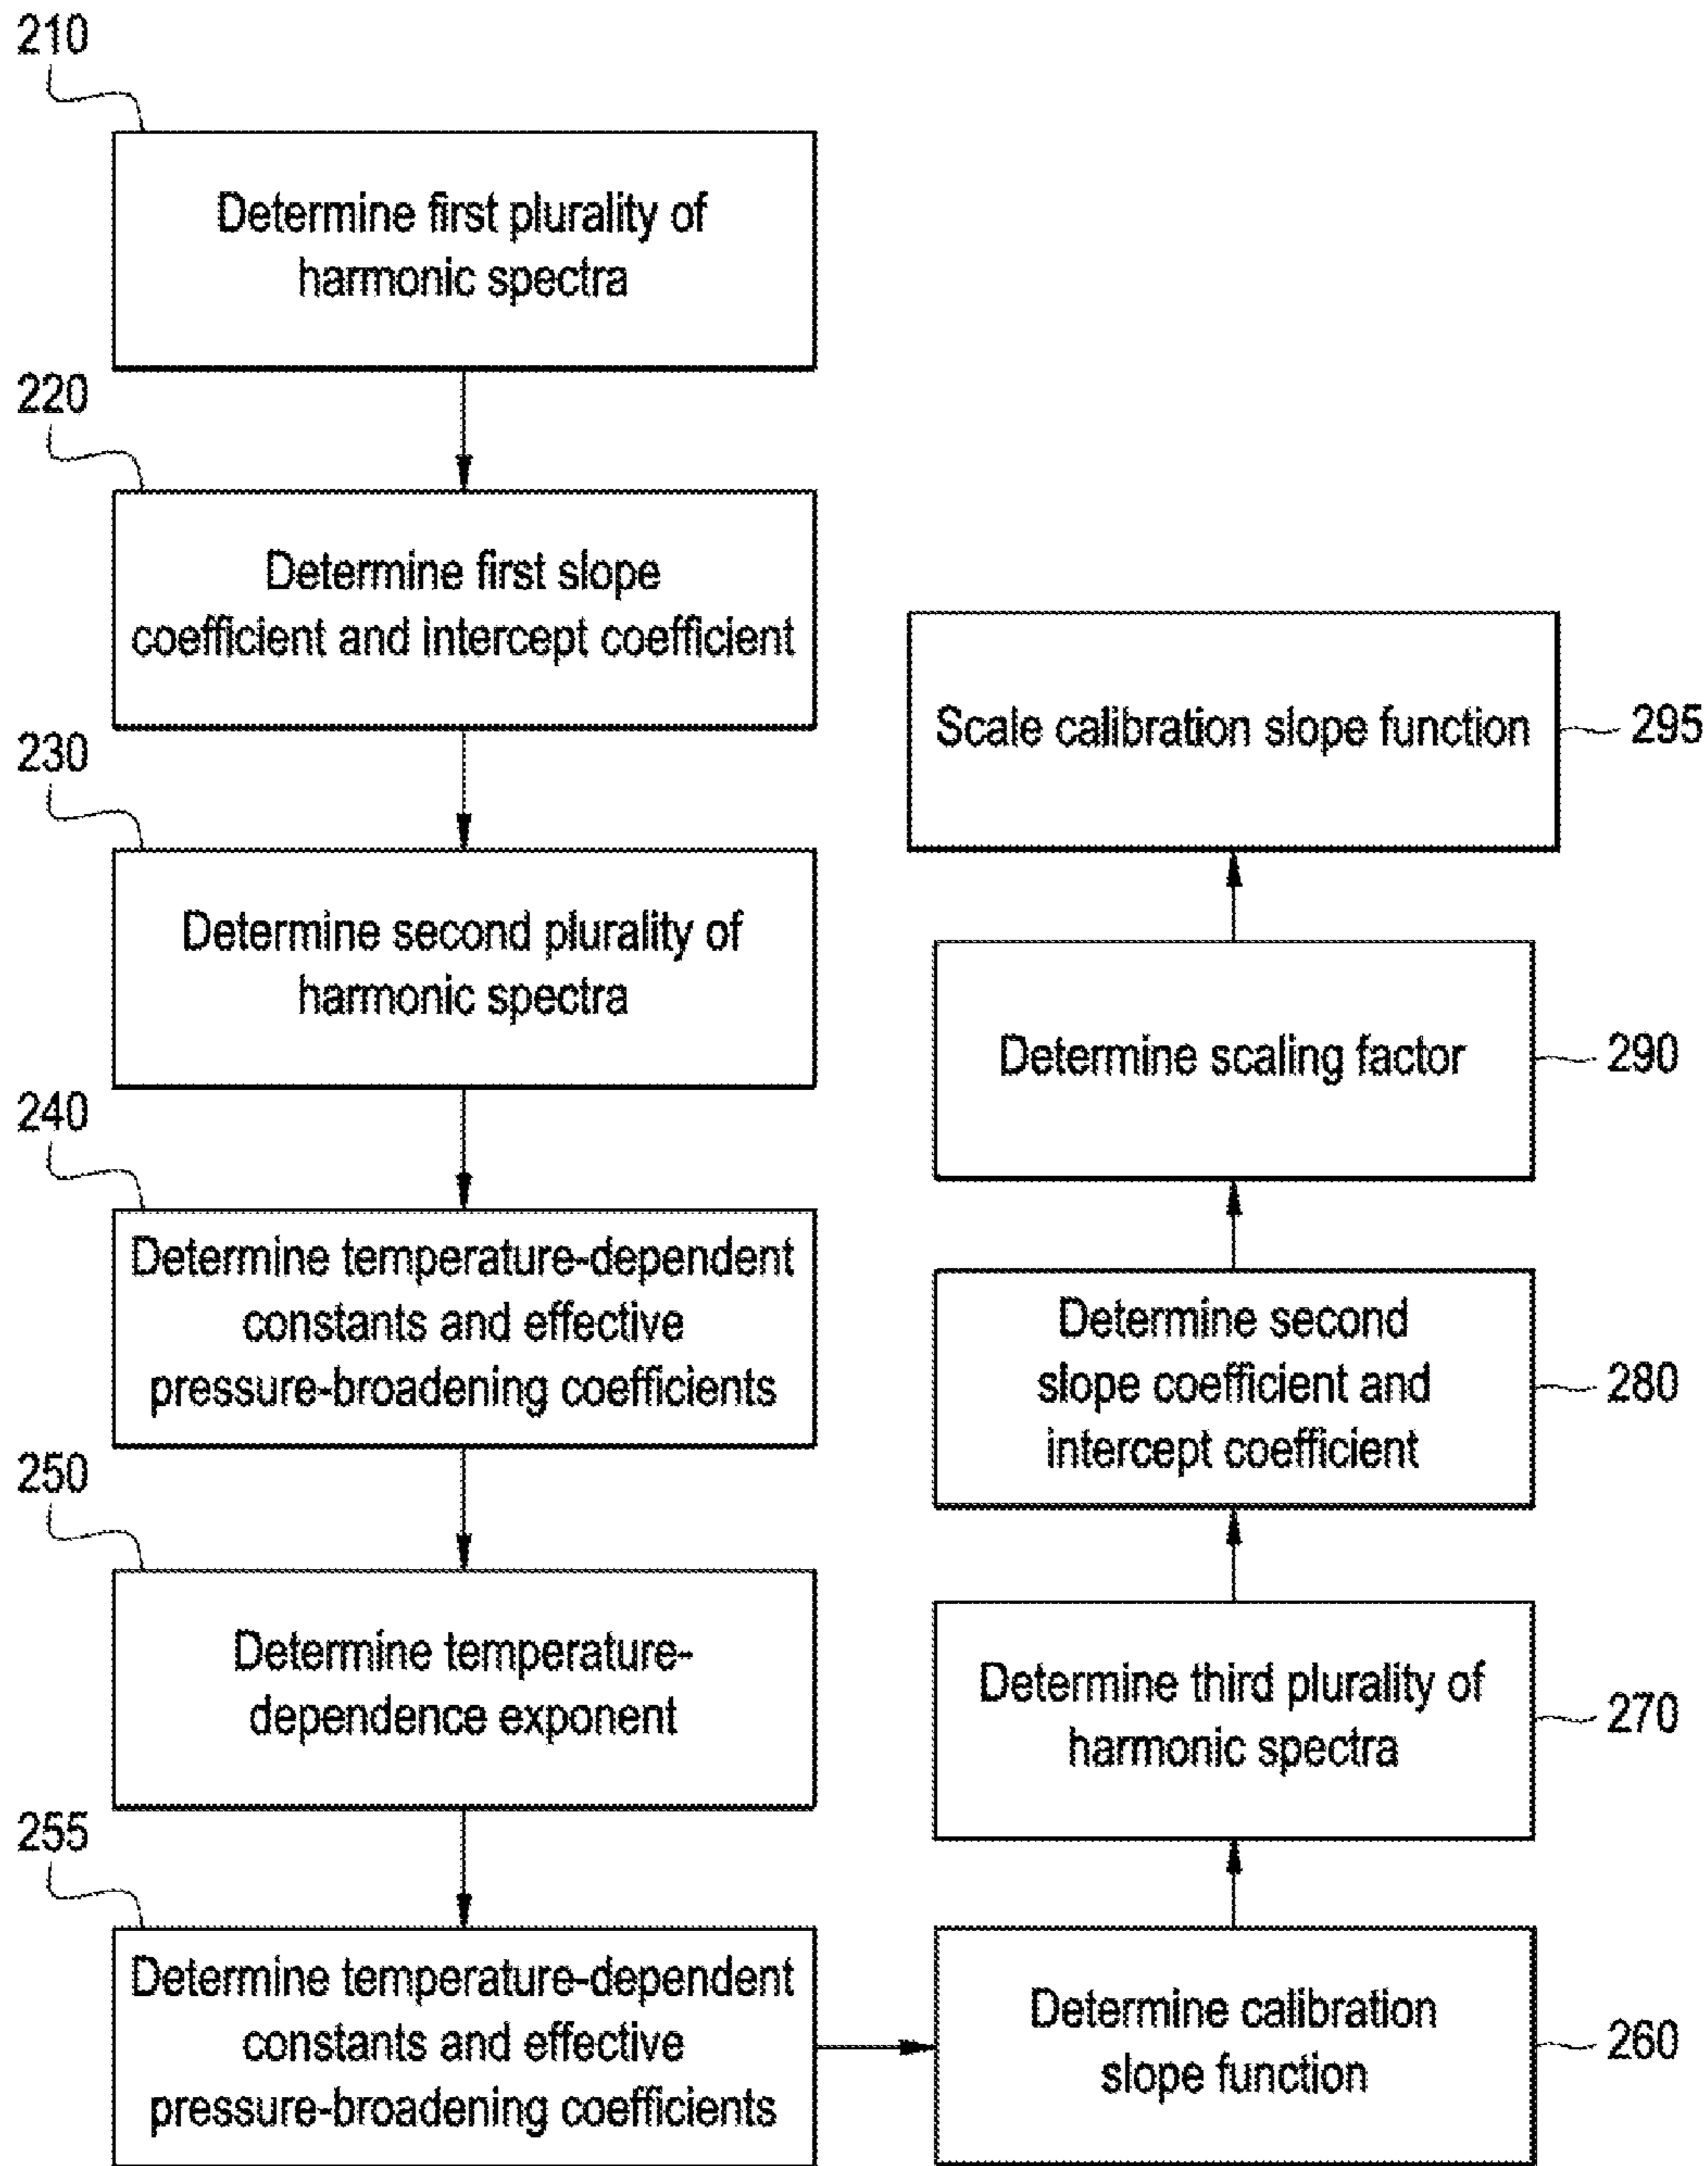 210
Determine first plurality of
harmonic spectra
220
Determine first slope
coefficient and intercept coefficient
230
Determine second plurality of
harmonic spectra
240
Determine temperature-dependent
constants and effective
pressure-broadening coefficients
250
Determine temperature-
dependence exponent
255
Determine temperature-dependent
constants and effective
pressure-broadening coefficients
Determine calibration
slope function
260
Determine third plurality of
harmonic spectra
270
Determine second
slope coefficient and
intercept coefficient
280
Determine scaling factor
290
Scale calibration slope function
295